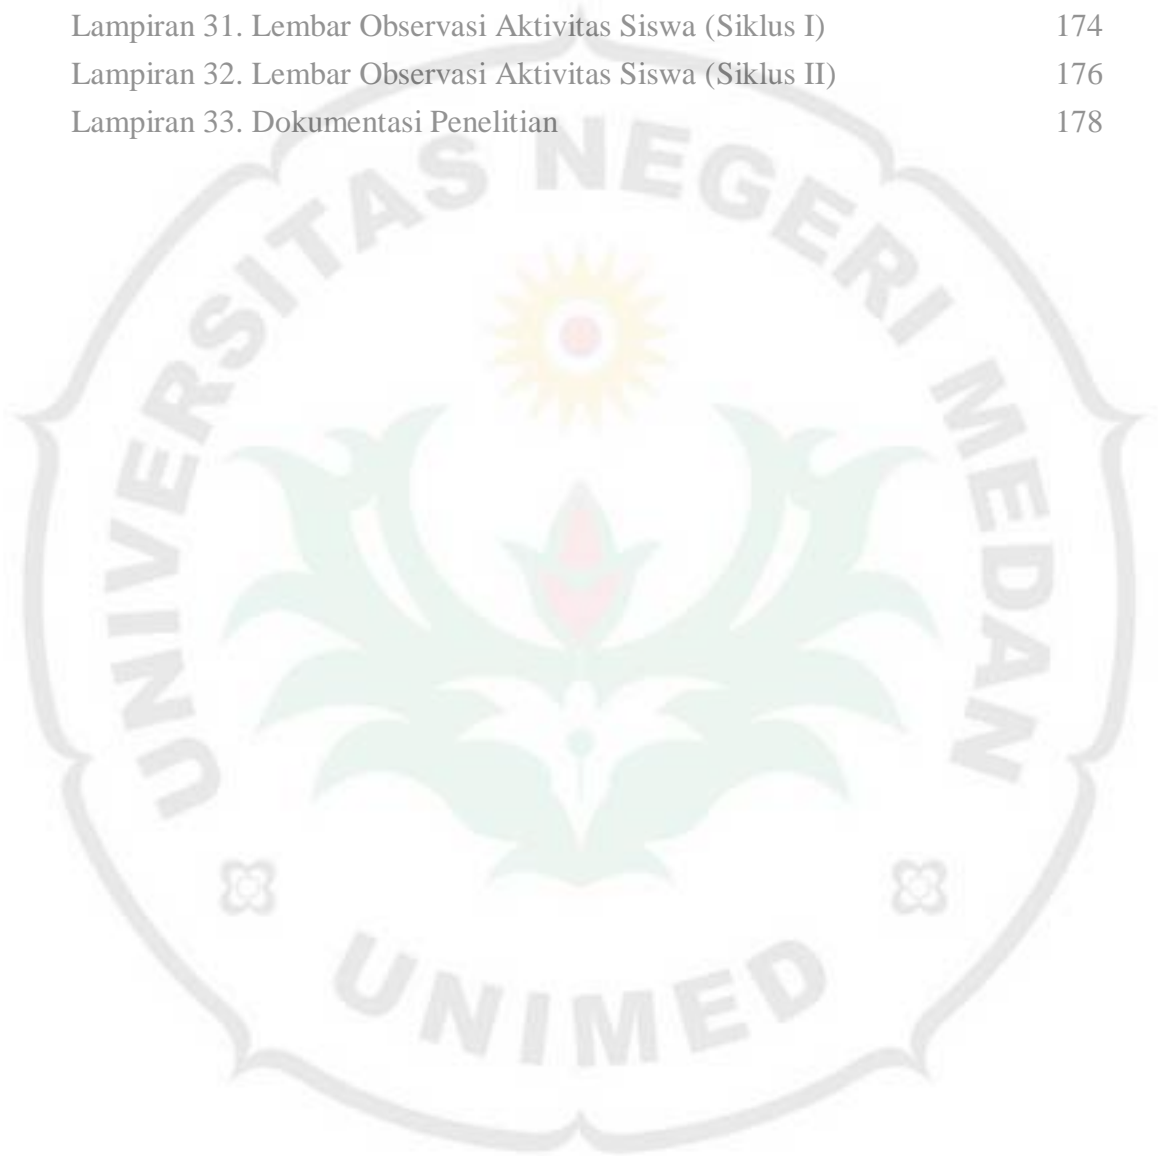 Lampiran 31. Lembar Observasi Aktivitas Siswa (Siklus I) 174
Lampiran 32. Lembar Observasi Aktivitas Siswa (Siklus II) 176
Lampiran 33. Dokumentasi Penelitian 178
UNIVERSITAS NEGERI MEDAN
UNIMED